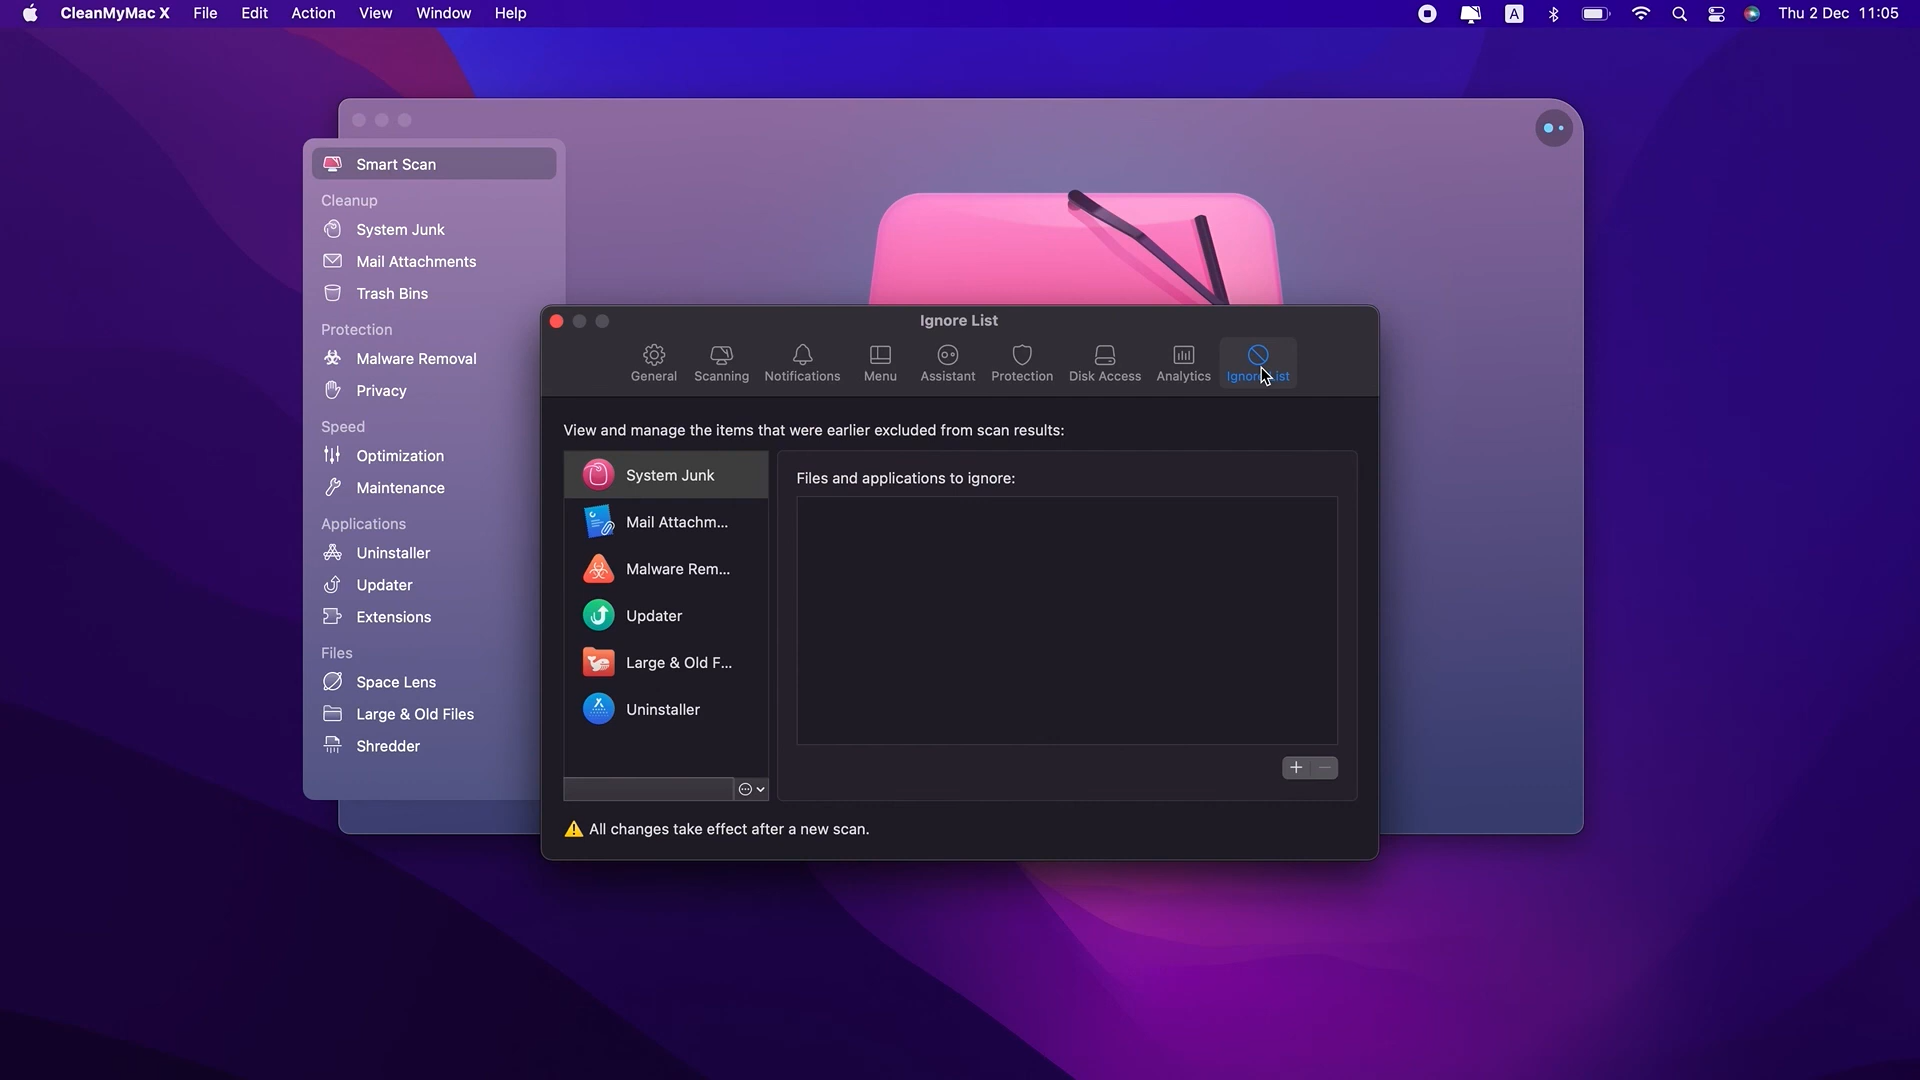 CleanMyMac X File Edit Action View Window Help A Thu 2 Dec 11:05
Smart Scan
Cleanup
System Junk
Mail Attachments
Trash Bins
Protection
Malware Removal
Privacy
Speed
Optimization
Maintenance
Applications
Uninstaller
Updater
Extensions
Files
Space Lens
Large & Old Files
Shredder
Ignore List
General Scanning Notifications Menu Assistant Protection Disk Access Analytics Ignore List
View and manage the items that were earlier excluded from scan results:
System Junk
Mail Attachm...
Malware Rem...
Updater
Large & Old F...
Uninstaller
Files and applications to ignore:
All changes take effect after a new scan.